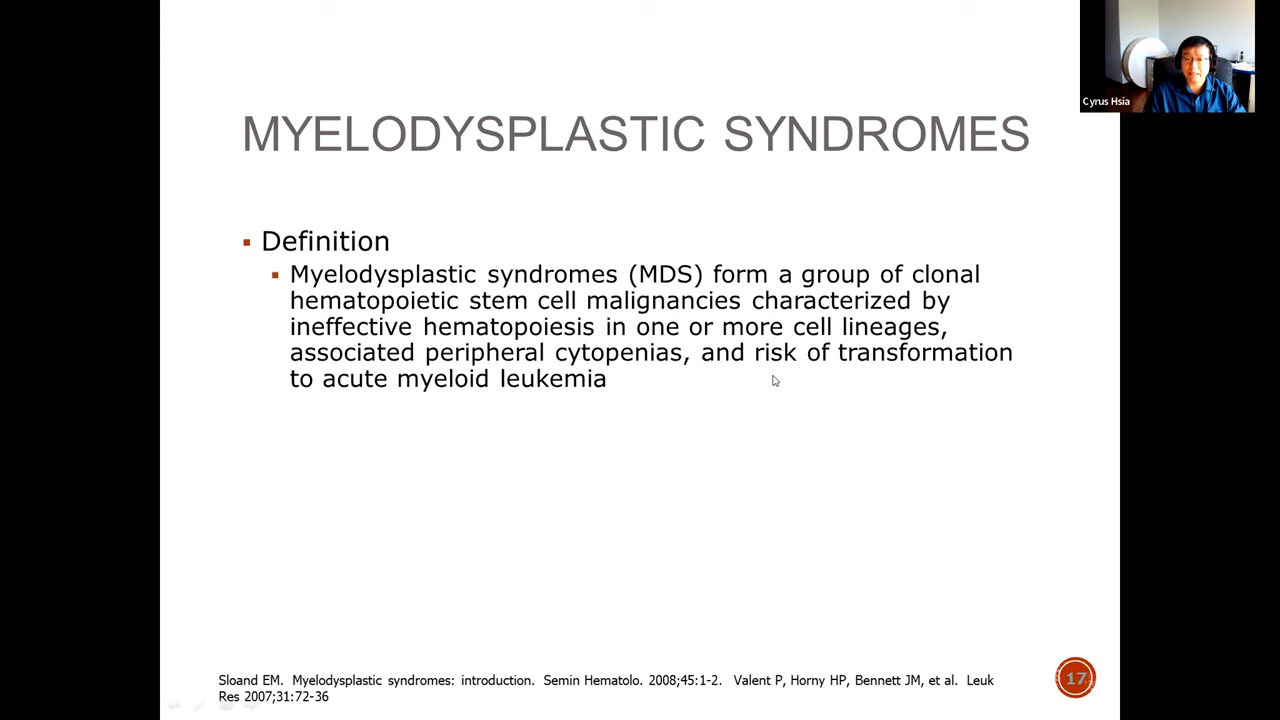 Cyrus Hsia
MYELODYSPLASTIC SYNDROMES
Definition
Myelodysplastic syndromes (MDS) form a group of clonal
hematopoietic stem cell malignancies characterized by
ineffective hematopoiesis in one or more cell lineages,
associated peripheral cytopenias, and risk of transformation
to acute myeloid leukemia
Sloand EM. Myelodysplastic syndromes: introduction. Semin Hematolo. 2008;45:1-2. Valent P, Horny HP, Bennett JM, et al. Leuk
Res 2007;31:72-36
17